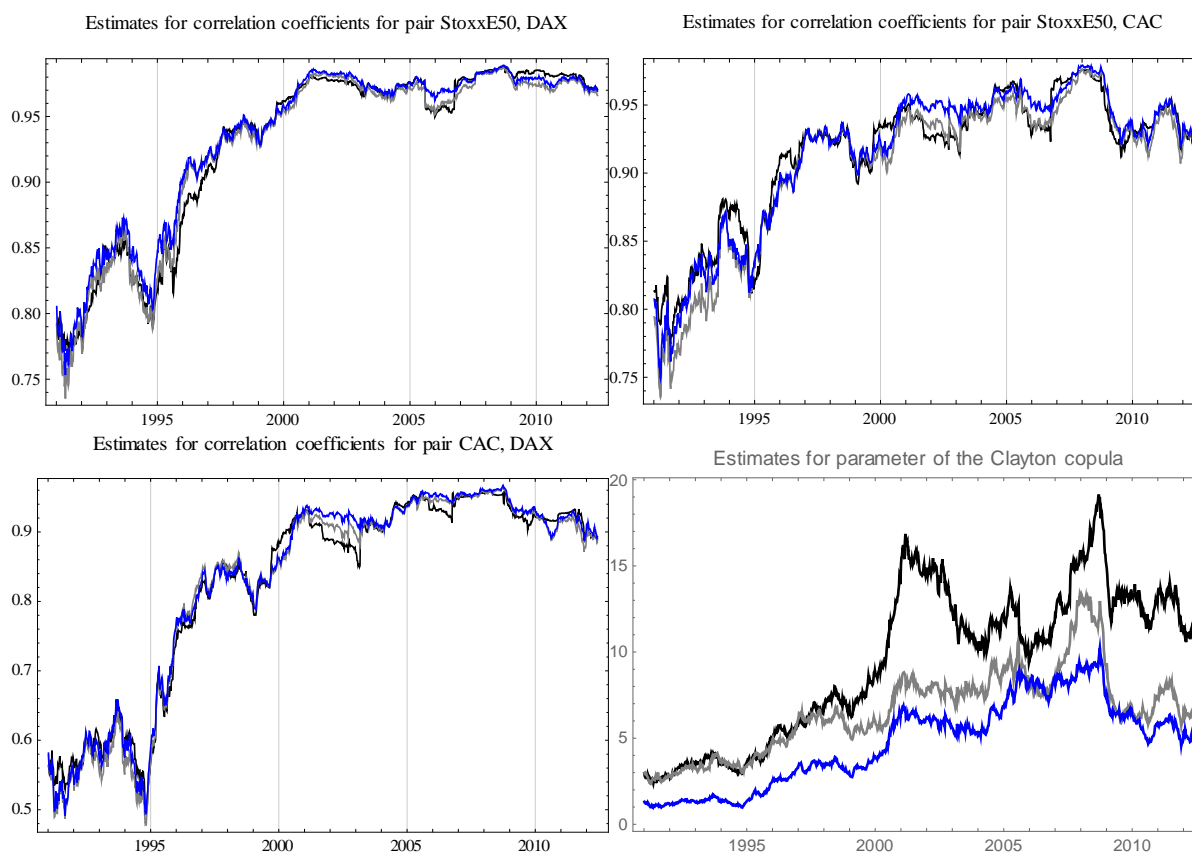 Estimates for correlation coefficients for pair StoxxE50, DAX
Estimates for correlation coefficients for pair StoxxE50, CAC
0.95
0.90
0.85
0.80
0.75
1995 2000 2005 2010
0.95
0.90
0.85
0.80
0.75
1995 2000 2005 2010
Estimates for correlation coefficients for pair CAC, DAX
Estimates for parameter of the Clayton copula
0.9
0.8
0.7
0.6
0.5
1995 2000 2005 2010
20
15
10
5
0
1995 2000 2005 2010